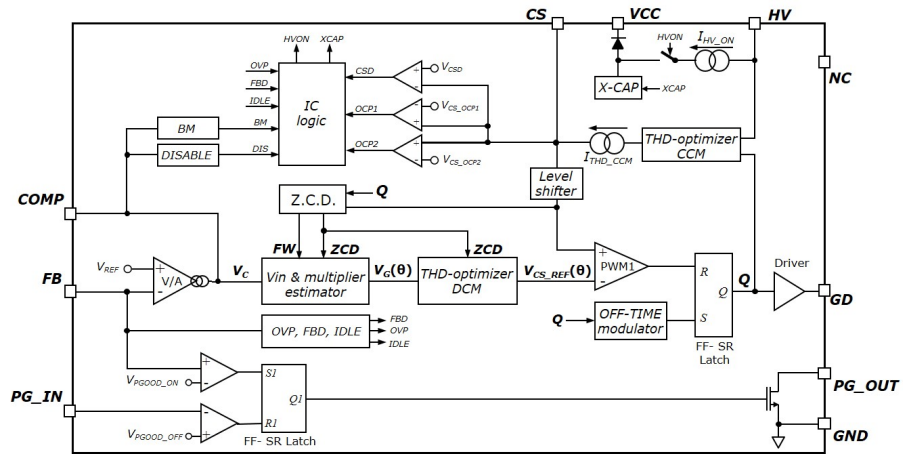 CS
VCC
HV
HVON
XCAP
HVON
I_HV_ON
NC
OVP
FBD
IDLE
BM
DIS
IC
logic
CSD
OCP1
OCP2
+
-
V_CSD
-
+
V_CS_OCP1
+
-
V_CS_OCP2
X-CAP
XCAP
BM
DISABLE
I_THD_CCM
THD-optimizer
CCM
Level
shifter
COMP
Z.C.D.
Q
FW
ZCD
ZCD
V_REF
+
-
V/A
V_C
Vin & multiplier
estimator
V_G(θ)
THD-optimizer
DCM
V_CS_REF(θ)
+
-
PWM1
R
S
Q
Q
Driver
GD
FB
OVP, FBD, IDLE
FBD
OVP
IDLE
Q
OFF-TIME
modulator
FF- SR
Latch
V_PGOOD_ON
+
-
S1
Q1
R1
PG_IN
V_PGOOD_OFF
-
+
FF- SR Latch
PG_OUT
GND